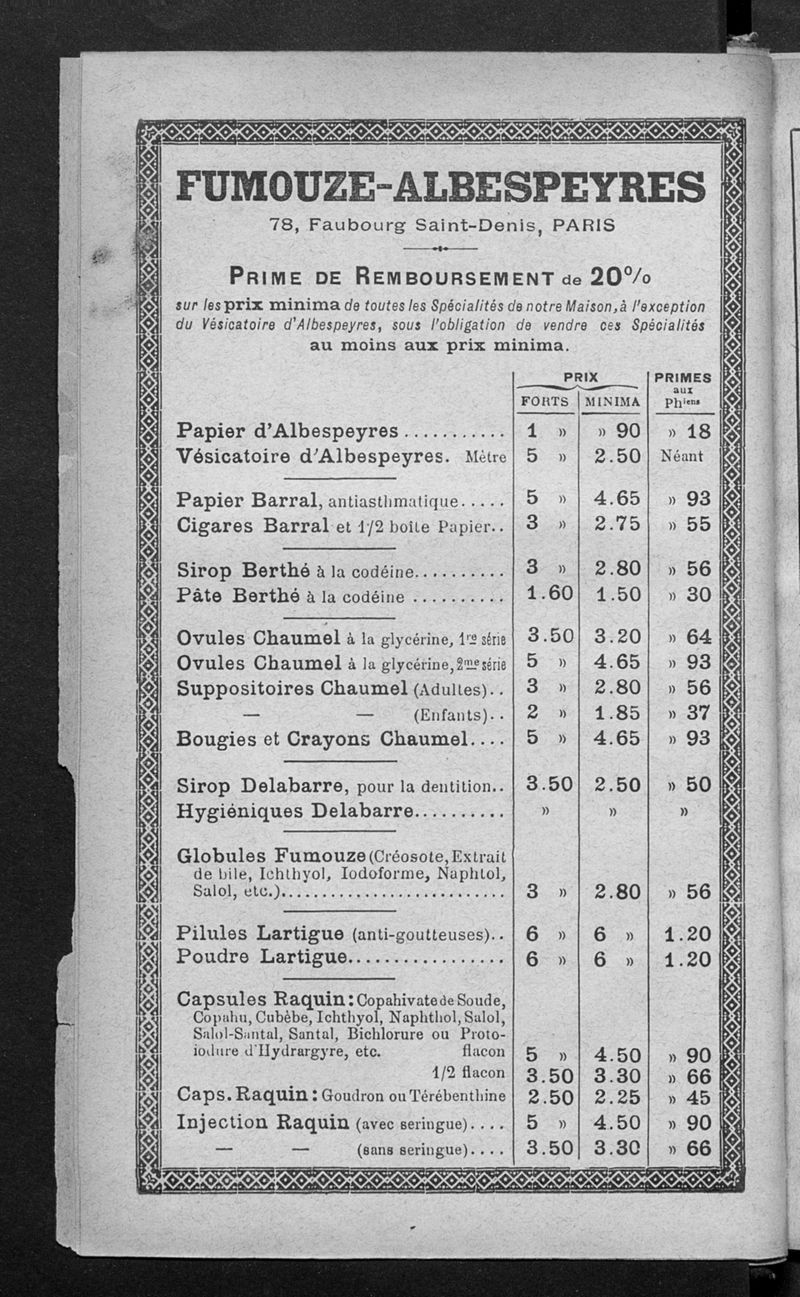 FUMOUZE-ALBESPEYRES
78, Faubourg Saint-Denis, PARIS
PRIME DE REMBOURSEMENT de 20%
sur les prix minima de toutes les Spécialités de notre Maison, à l'exception
du Vésicatoire d'Albespeyres, sous l'obligation de vendre ces Spécialités
au moins aux prix minima.
PRIX PRIMES
aux
FORTS MINIMA Phiens
Papier d'Albespeyres........... 1 » » 90 » 18
Vésicatoire d'Albespeyres. Mètre 5 » 2.50 Néant
Papier Barral, antiasthmatique..... 5 » 4.65 » 93
Cigares Barral et 1/2 boîte Papier.. 3 » 2.75 » 55
Sirop Berthé à la codéine.......... 3 » 2.80 » 56
Pâte Berthé à la codéine .......... 1.60 1.50 » 30
Ovules Chaumel à la glycérine, 1re série 3.50 3.20 » 64
Ovules Chaumel à la glycérine, 2me série 5 » 4.65 » 93
Suppositoires Chaumel (Adultes).. 3 » 2.80 » 56
— — (Enfants).. 2 » 1.85 » 37
Bougies et Crayons Chaumel.... 5 » 4.65 » 93
Sirop Delabarre, pour la dentition.. 3.50 2.50 » 50
Hygiéniques Delabarre.......... » » »
Globules Fumouze (Créosote, Extrait
de bile, Ichthyol, Iodoforme, Naphtol,
Salol, etc.).......................... 3 » 2.80 » 56
Pilules Lartigue (anti-goutteuses).. 6 » 6 » 1.20
Poudre Lartigue................. 6 » 6 » 1.20
Capsules Raquin: Copahivate de Soude,
Copahu, Cubèbe, Ichthyol, Naphthol, Salol,
Salol-Santal, Santal, Bichlorure ou Proto-
iodure d'Hydrargyre, etc. flacon 5 » 4.50 » 90
1/2 flacon 3.50 3.30 » 66
Caps. Raquin: Goudron ou Térébenthine 2.50 2.25 » 45
Injection Raquin (avec seringue).... 5 » 4.50 » 90
— — (sans seringue).... 3.50 3.30 » 66